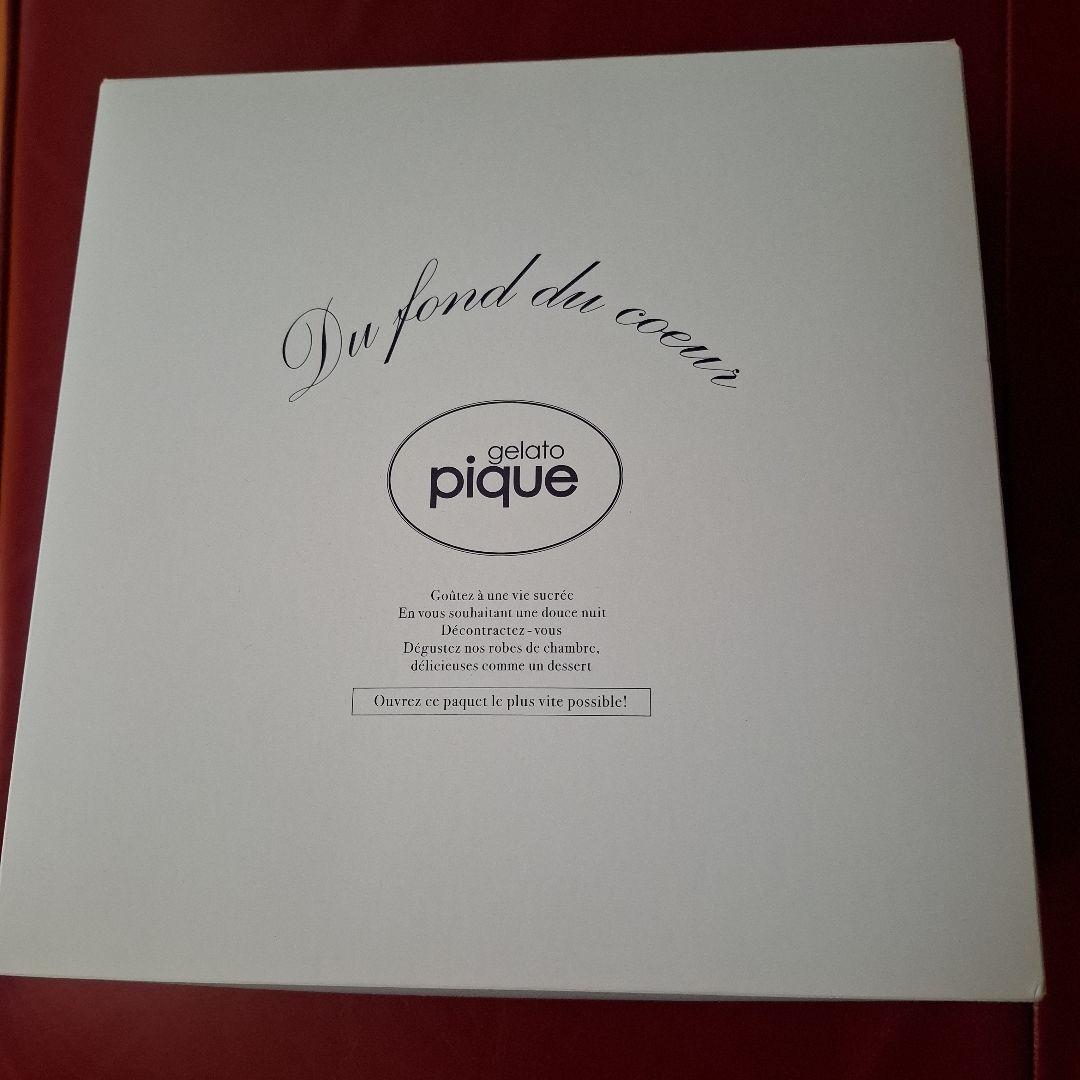 Du fond du coeur
gelato
pique
Goûtez à une vie sucrée
En vous souhaitant une douce nuit
Décontractez-vous
Dégustez nos robes de chambre,
délicieuses comme un dessert
Ouvrez ce paquet le plus vite possible!